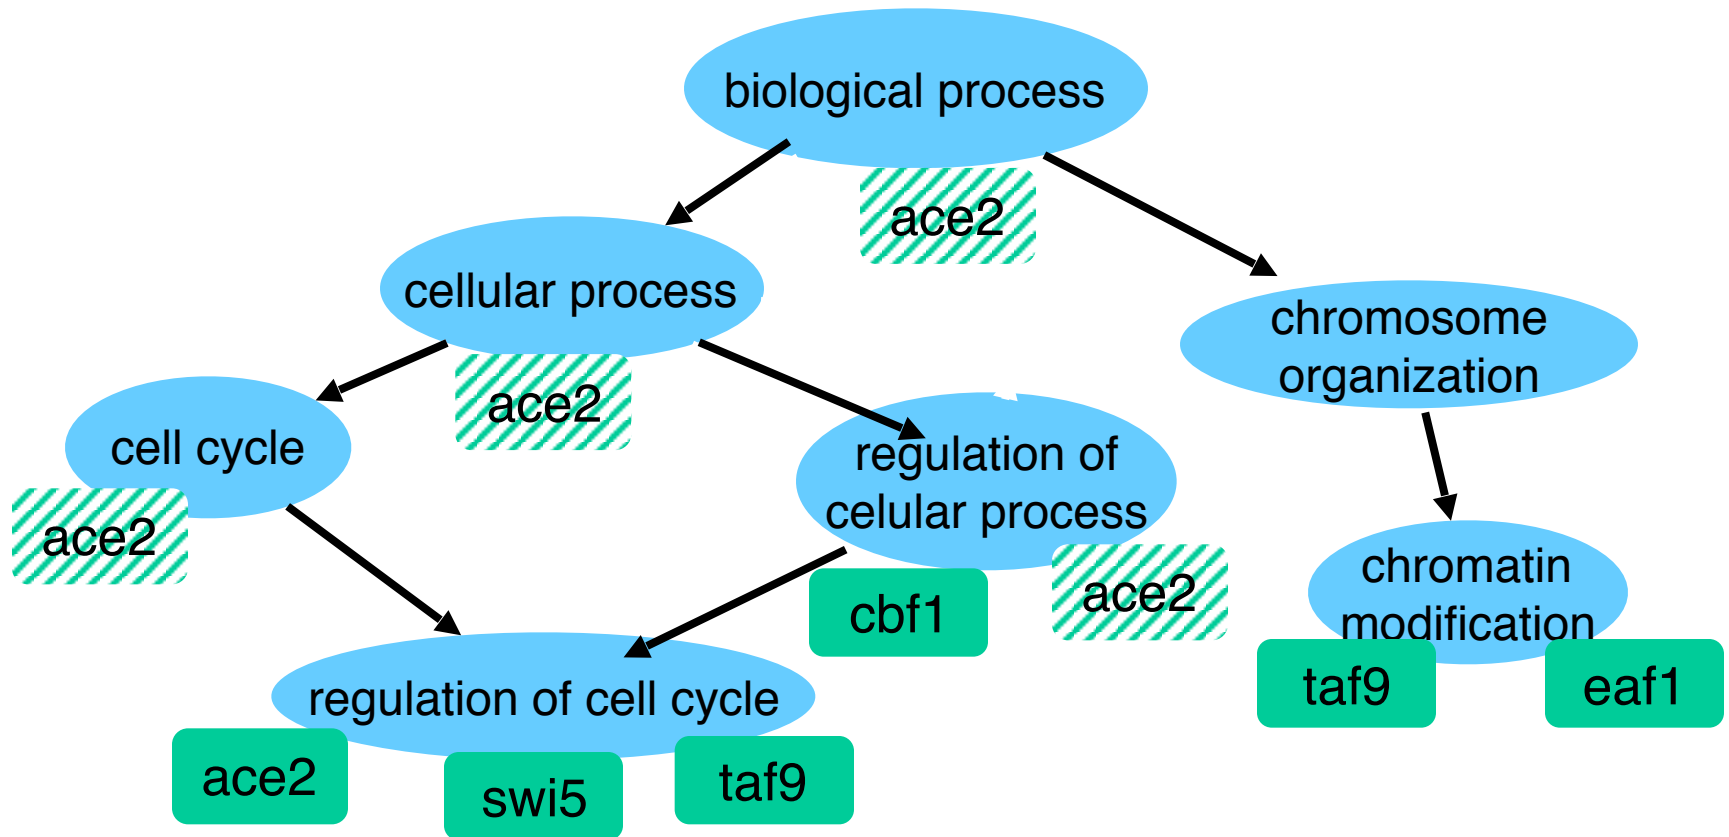 biological process
ace2
cellular process
ace2
chromosome
organization
cell cycle
ace2
regulation of
celular process
cbf1
ace2
chromatin
modification
taf9
eaf1
regulation of cell cycle
ace2
swi5
taf9